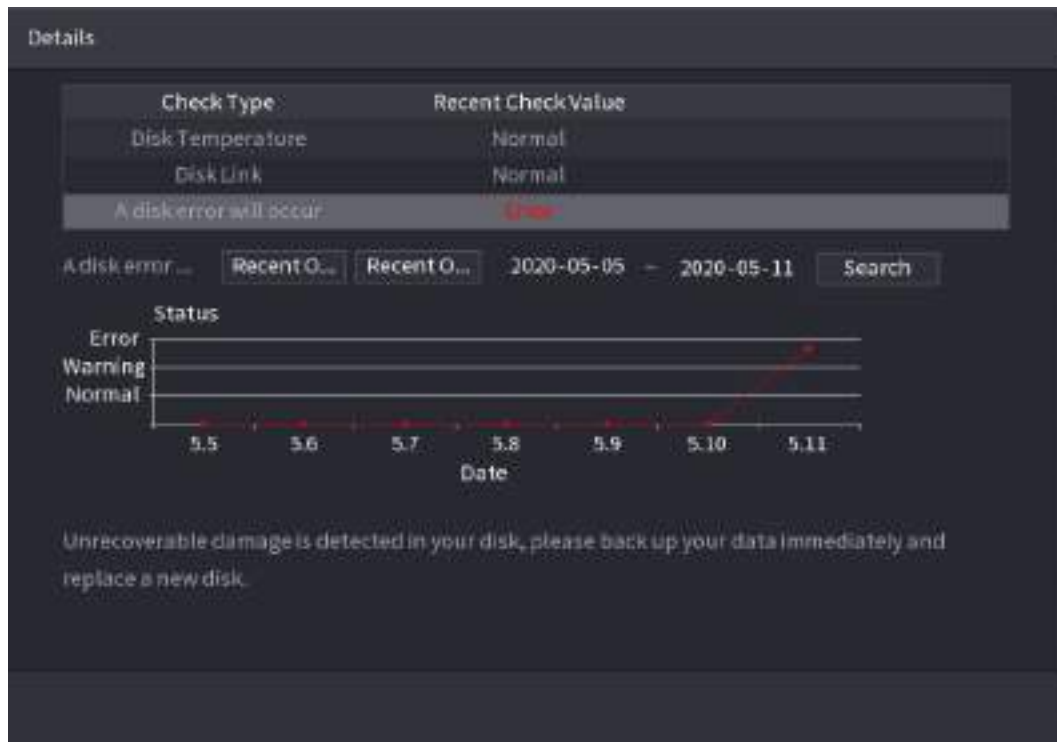 Details
Check Type Recent Check Value
Disk Temperature Normal
Disk Link Normal
A disk error will occur Error
A disk error ... Recent O... Recent O... 2020-05-05 – 2020-05-11 Search
Status
Error
Warning
Normal
5.5 5.6 5.7 5.8 5.9 5.10 5.11
Date
Unrecoverable damage is detected in your disk, please back up your data immediately and
replace a new disk.